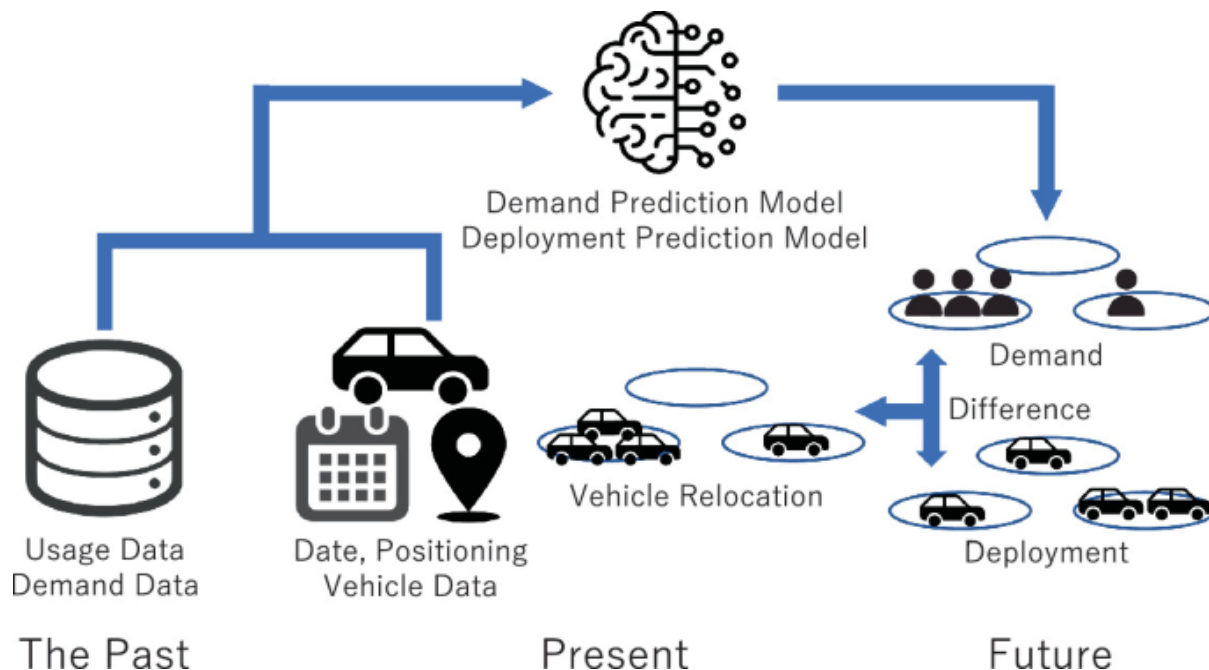 Demand Prediction Model
Deployment Prediction Model
Demand
Difference
Vehicle Relocation
Deployment
Usage Data
Demand Data
Date, Positioning
Vehicle Data
The Past
Present
Future